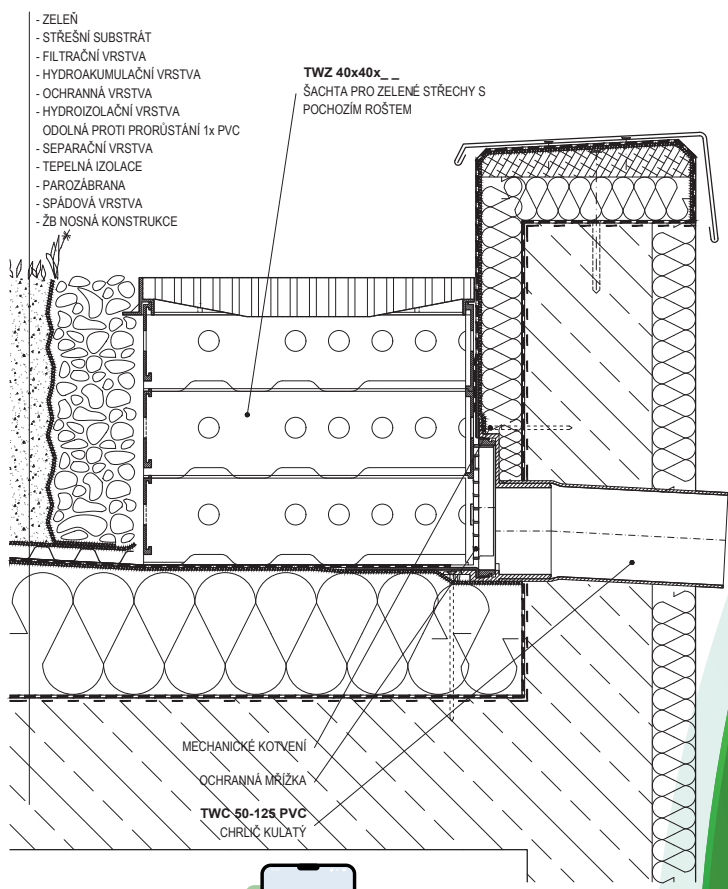 - ZELEŇ
- STŘEŠNÍ SUBSTRÁT
- FILTRAČNÍ VRSTVA
- HYDROAKUMULAČNÍ VRSTVA
- OCHRANNÁ VRSTVA
- HYDROIZOLAČNÍ VRSTVA
ODOLNÁ PROTI PRORŮSTÁNÍ 1x PVC
- SEPARAČNÍ VRSTVA
- TEPELNÁ IZOLACE
- PAROZÁBRANA
- SPÁDOVÁ VRSTVA
- ŽB NOSNÁ KONSTRUKCE
TWZ 40x40x_ _
ŠACHTA PRO ZELENÉ STŘECHY S
POCHOZÍM ROŠTEM
MECHANICKÉ KOTVENÍ
OCHRANNÁ MŘÍŽKA
TWC 50-125 PVC
CHRLIČ KULATÝ